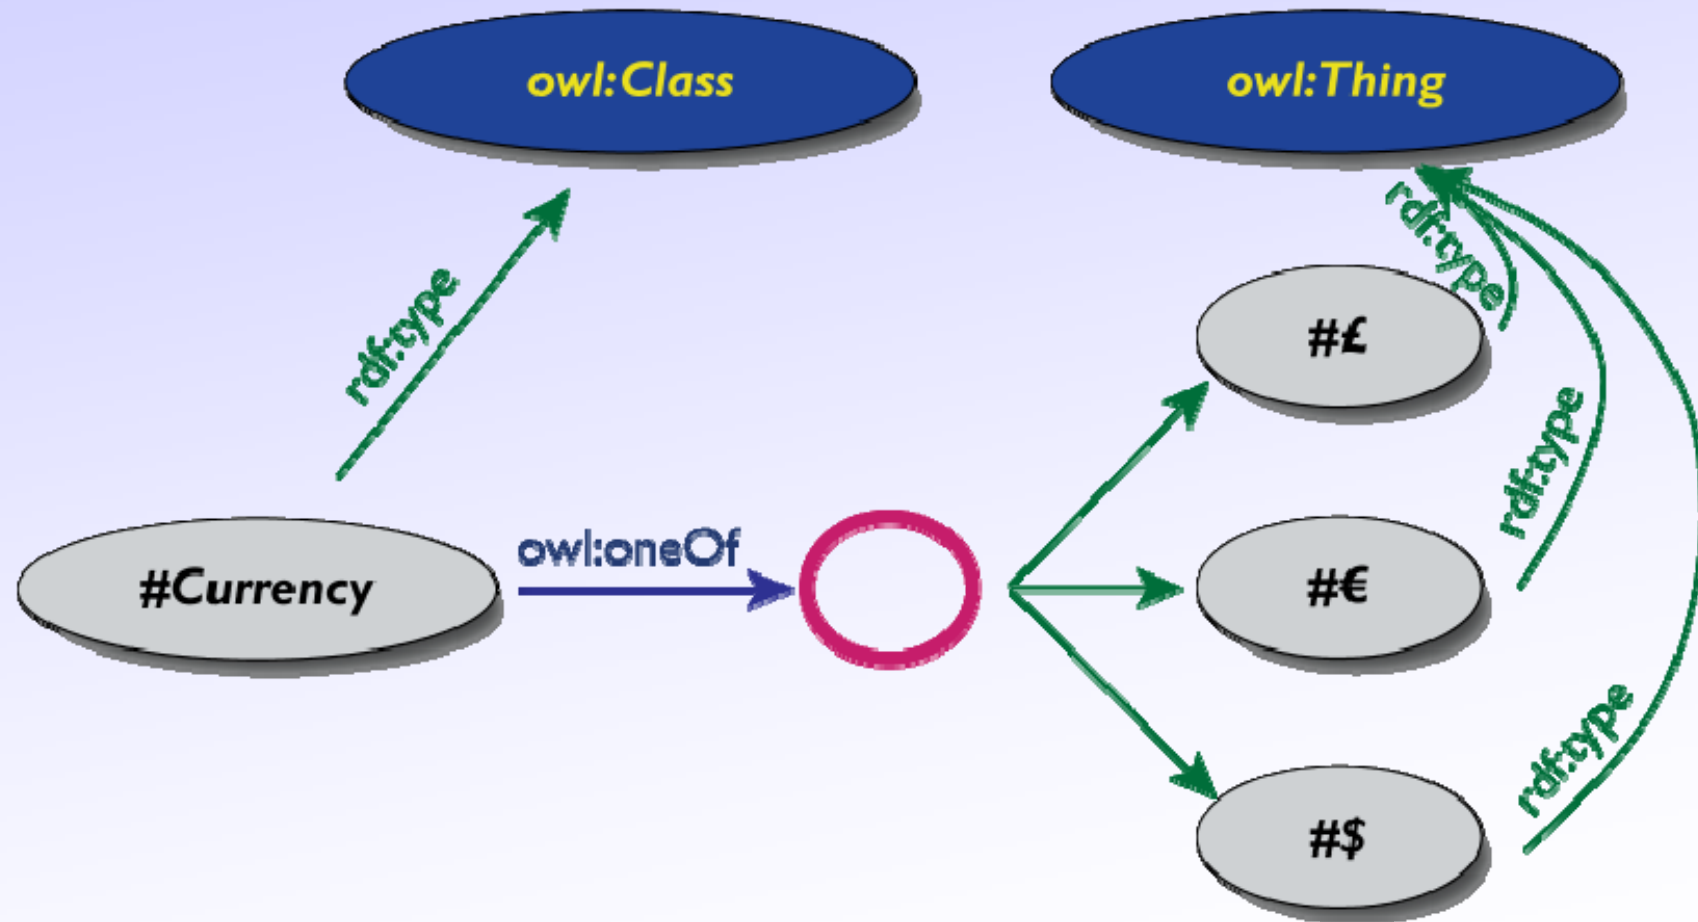 owl:Class
owl:Thing
rdf:type
rdf:type
#£
rdf:type
#Currency
owl:oneOf
#€
rdf:type
#$